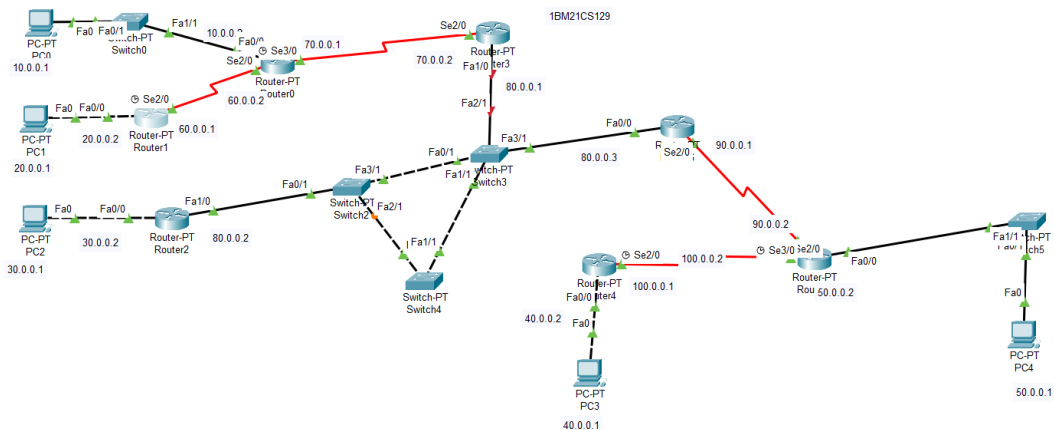 1BM21CS129
Fa0
Fa0/1
Fa1/1
PC-PT
10.0.0.1
Switch-PT
Switch0
Fa0/0
Se2/0
Se3/0
70.0.0.1
Router-PT
Router0
60.0.0.2
Se2/0
70.0.0.2
Router-PT
Fa1/0
80.0.0.1
Fa2/1
Fa0
Fa0/0
Se2/0
PC-PT
PC1
20.0.0.1
20.0.0.2
Router-PT
Router1
60.0.0.1
Fa0/1
Fa1/1
Fa3/1
Switch3
80.0.0.3
Fa0/0
Se2/0
90.0.0.1
Fa0
Fa0/0
Fa1/0
PC-PT
PC2
30.0.0.1
30.0.0.2
Router-PT
Router2
80.0.0.2
Fa0/1
Fa3/1
Fa2/1
Switch-PT
Switch2
Fa1/1
Switch-PT
Switch4
90.0.0.2
Se3/0
Se2/0
Fa0/0
Router-PT
50.0.0.2
Fa1/1
Se2/0
100.0.0.2
Router-PT
100.0.0.1
Fa0/0
40.0.0.2
Fa0
PC-PT
PC3
40.0.0.1
Fa0
PC-PT
PC4
50.0.0.1